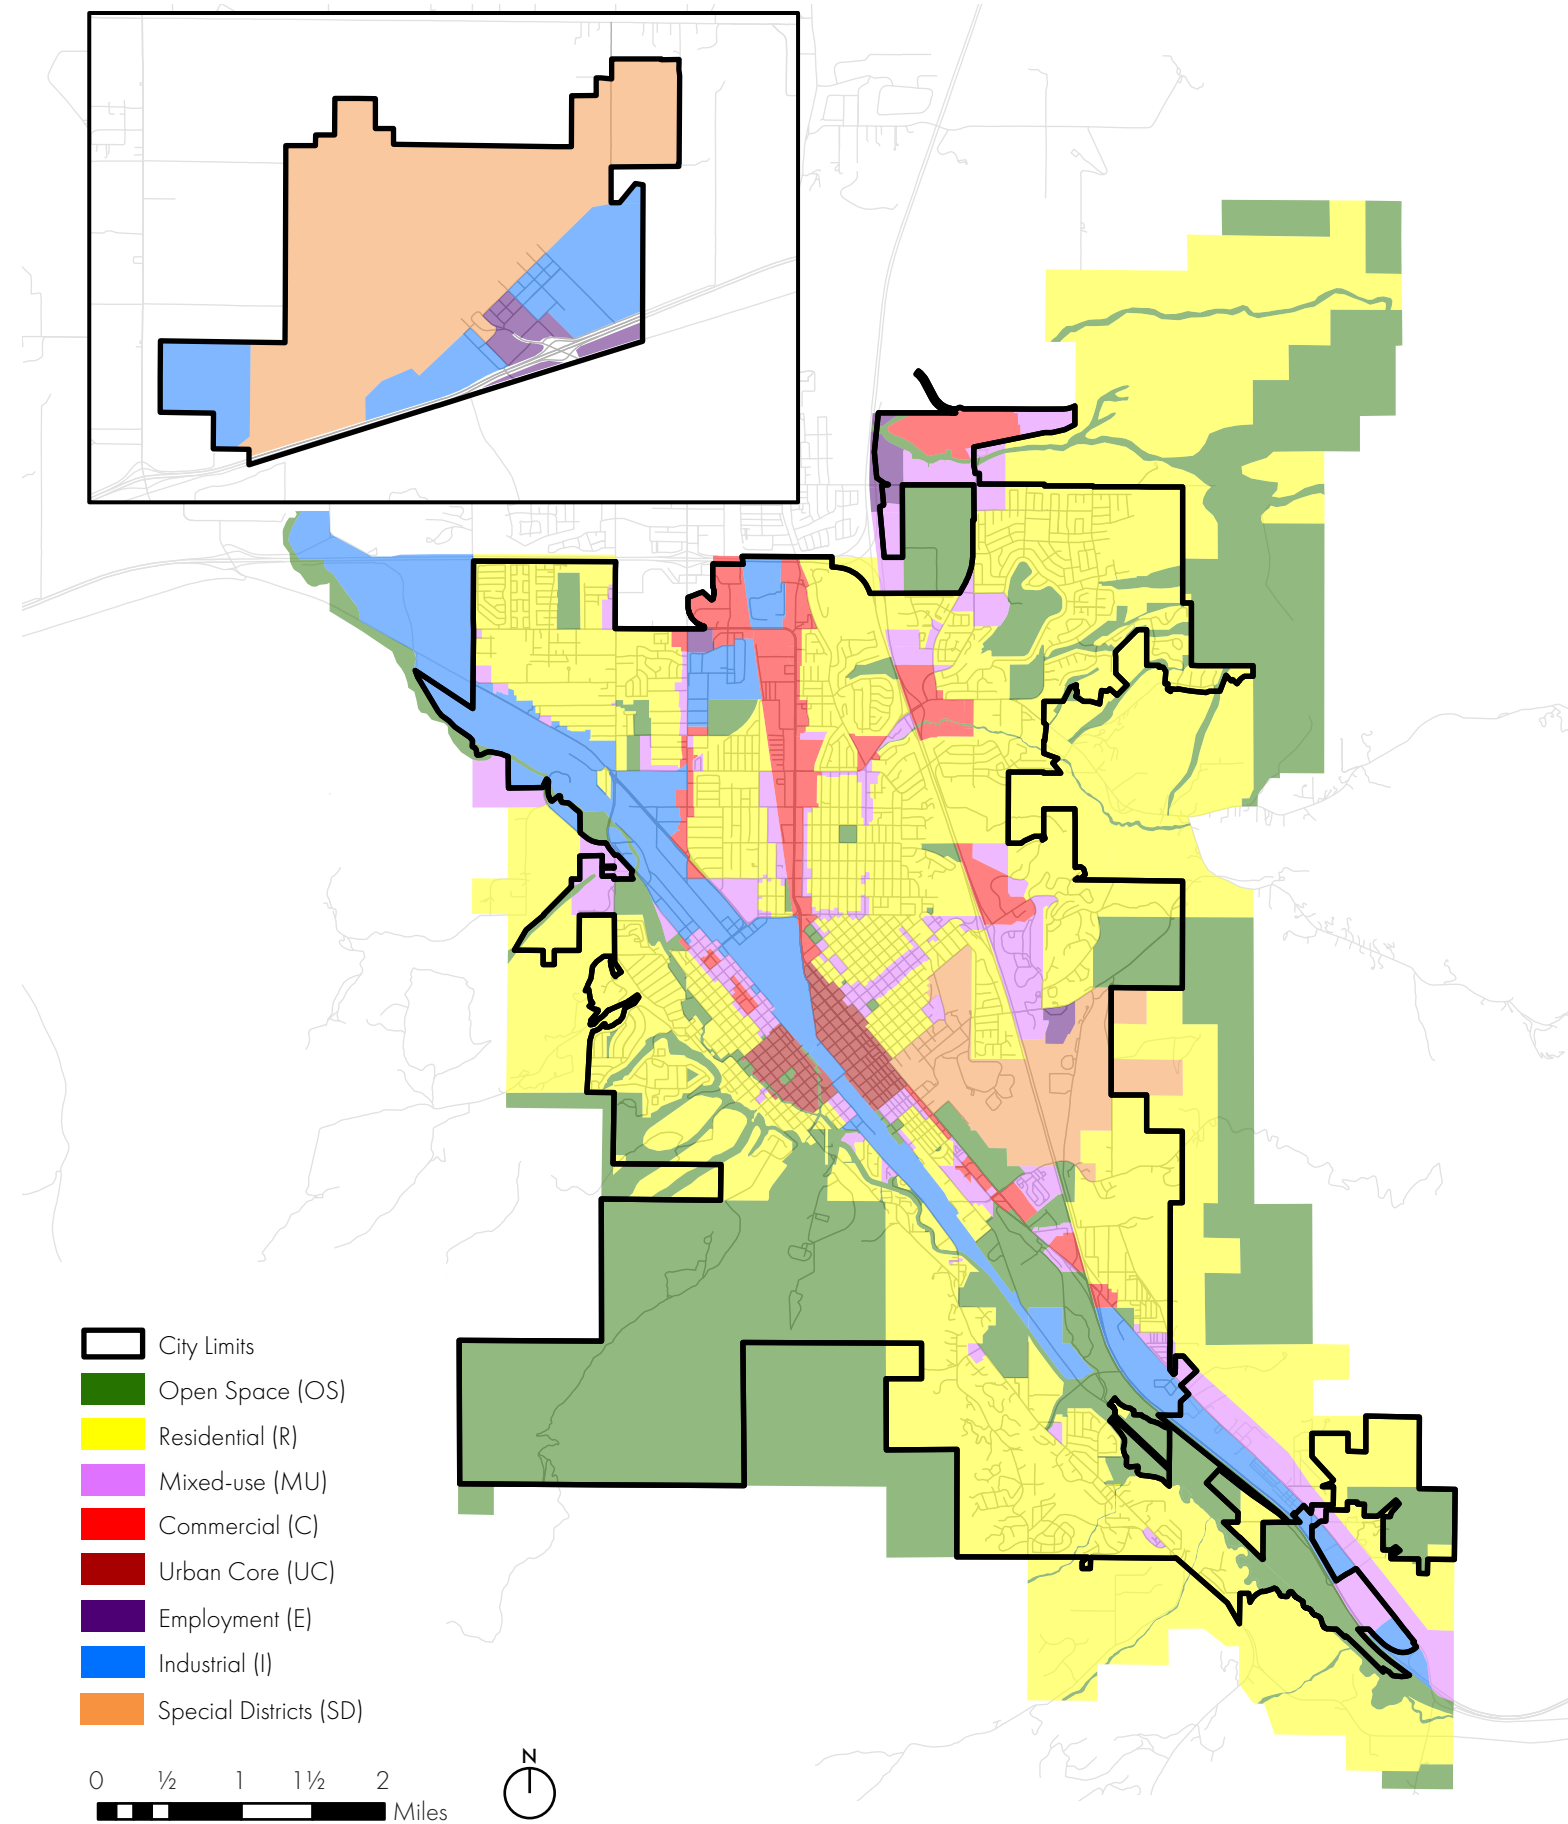 City Limits
Open Space (OS)
Residential (R)
Mixed-use (MU)
Commercial (C)
Urban Core (UC)
Employment (E)
Industrial (I)
Special Districts (SD)
N
0 ½ 1 1½ 2
Miles